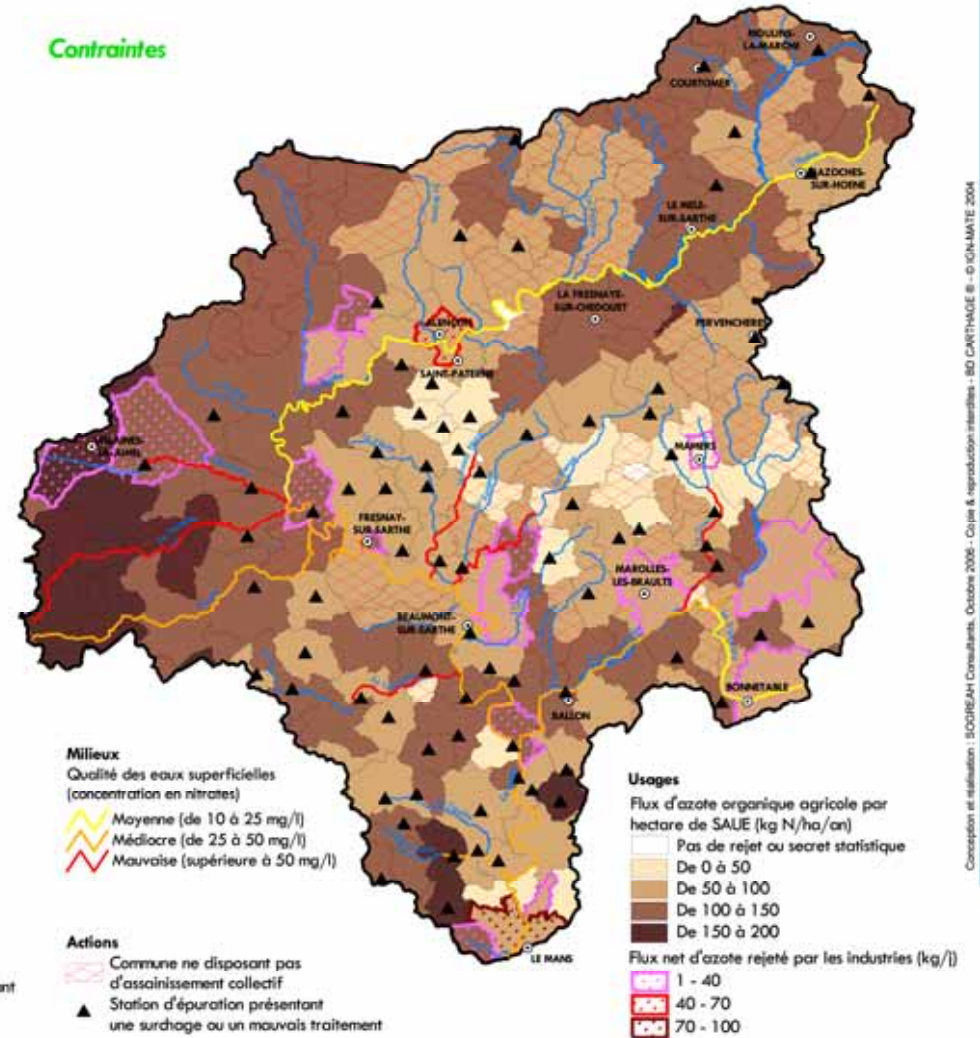 Contraintes
MOULINS-
LA-MARCHE
COURTOMER
BAZOCHES-
SUR-HOENE
LE MELE-
SUR-SARTHE
LA FRESNAYE-
SUR-CHEDOUET
PERVENCHERES
ALENÇON
SAINT-PATERNE
MAMERS
FRESNAY-
SUR-SARTHE
MAROLLES-
LES-BRAULTS
BEAUMONT-
SUR-SARTHE
BONNETABLE
BALLON
LE MANS
Milieux
Qualité des eaux superficielles
(concentration en nitrates)
Moyenne (de 10 à 25 mg/l)
Médiocre (de 25 à 50 mg/l)
Mauvaise (supérieure à 50 mg/l)
Actions
Commune ne disposant pas
d'assainissement collectif
Station d'épuration présentant
une surchage ou un mauvais traitement
Usages
Flux d'azote organique agricole par
hectare de SAUE (kg N/ha/an)
Pas de rejet ou secret statistique
De 0 à 50
De 50 à 100
De 100 à 150
De 150 à 200
Flux net d'azote rejeté par les industries (kg/j)
1 - 40
40 - 70
70 - 100
Conception et réalisation : SOGREAH Consultants, Octobre 2006 - Copie & reproduction interdites - BD CARTHAGE ® - © IGN-MATE 2004